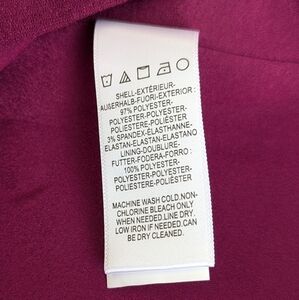 SHELL-EXTÉRIEUR-
AUßERHALB-FUORI-EXTERIOR :
97% POLYESTER-
POLYESTER-POLYESTER-
POLIESTERE-POLIÉSTER
3% SPANDEX-ÉLASTHANNE-
ELASTAN-ELASTAN-ELASTANO
LINING-DOUBLURE-
FUTTER-FODERA-FORRO :
100% POLYESTER-
POLYESTER-POLYESTER-
POLIESTERE-POLIÉSTER
MACHINE WASH COLD.NON-
CHLORINE BLEACH ONLY
WHEN NEEDED.LINE DRY.
LOW IRON IF NEEDED.CAN
BE DRY CLEANED.